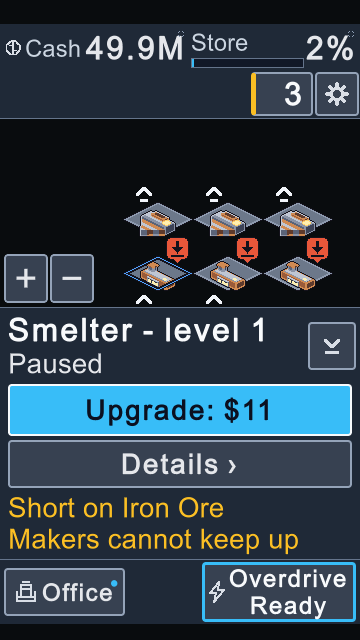 Cash 49.9M Store 2%
3
+ −
Smelter - level 1
Paused
Upgrade: $11
Details ›
Short on Iron Ore
Makers cannot keep up
Office
Overdrive
Ready